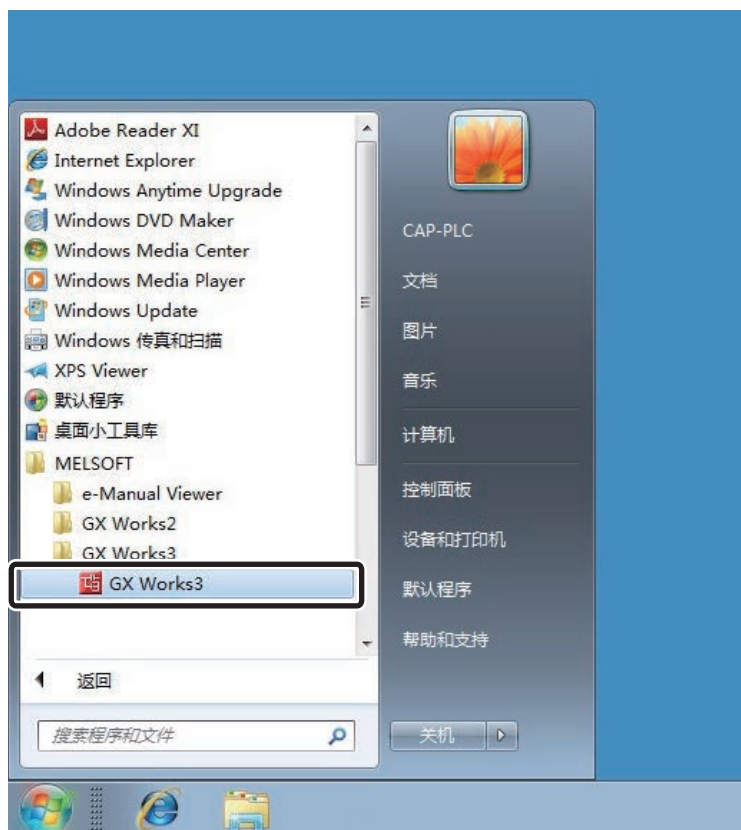 Adobe Reader XI
Internet Explorer
Windows Anytime Upgrade
Windows DVD Maker
Windows Media Center
Windows Media Player
Windows Update
Windows 传真和扫描
XPS Viewer
默认程序
桌面小工具库
MELSOFT
e-Manual Viewer
GX Works2
GX Works3
GX Works3
返回
搜索程序和文件
CAP-PLC
文档
图片
音乐
计算机
控制面板
设备和打印机
默认程序
帮助和支持
关机